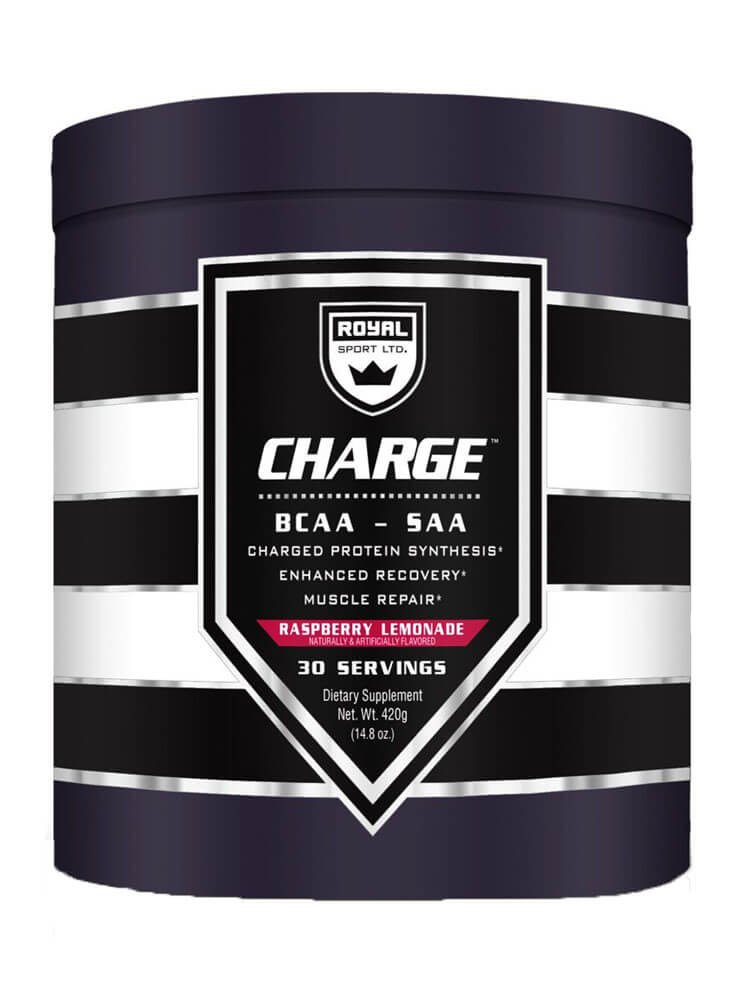 ROYAL
SPORT LTD.
CHARGE™
BCAA - SAA
CHARGED PROTEIN SYNTHESIS*
ENHANCED RECOVERY*
MUSCLE REPAIR*
RASPBERRY LEMONADE
NATURALLY & ARTIFICIALLY FLAVORED
30 SERVINGS
Dietary Supplement
Net. Wt. 420g
(14.8 oz.)